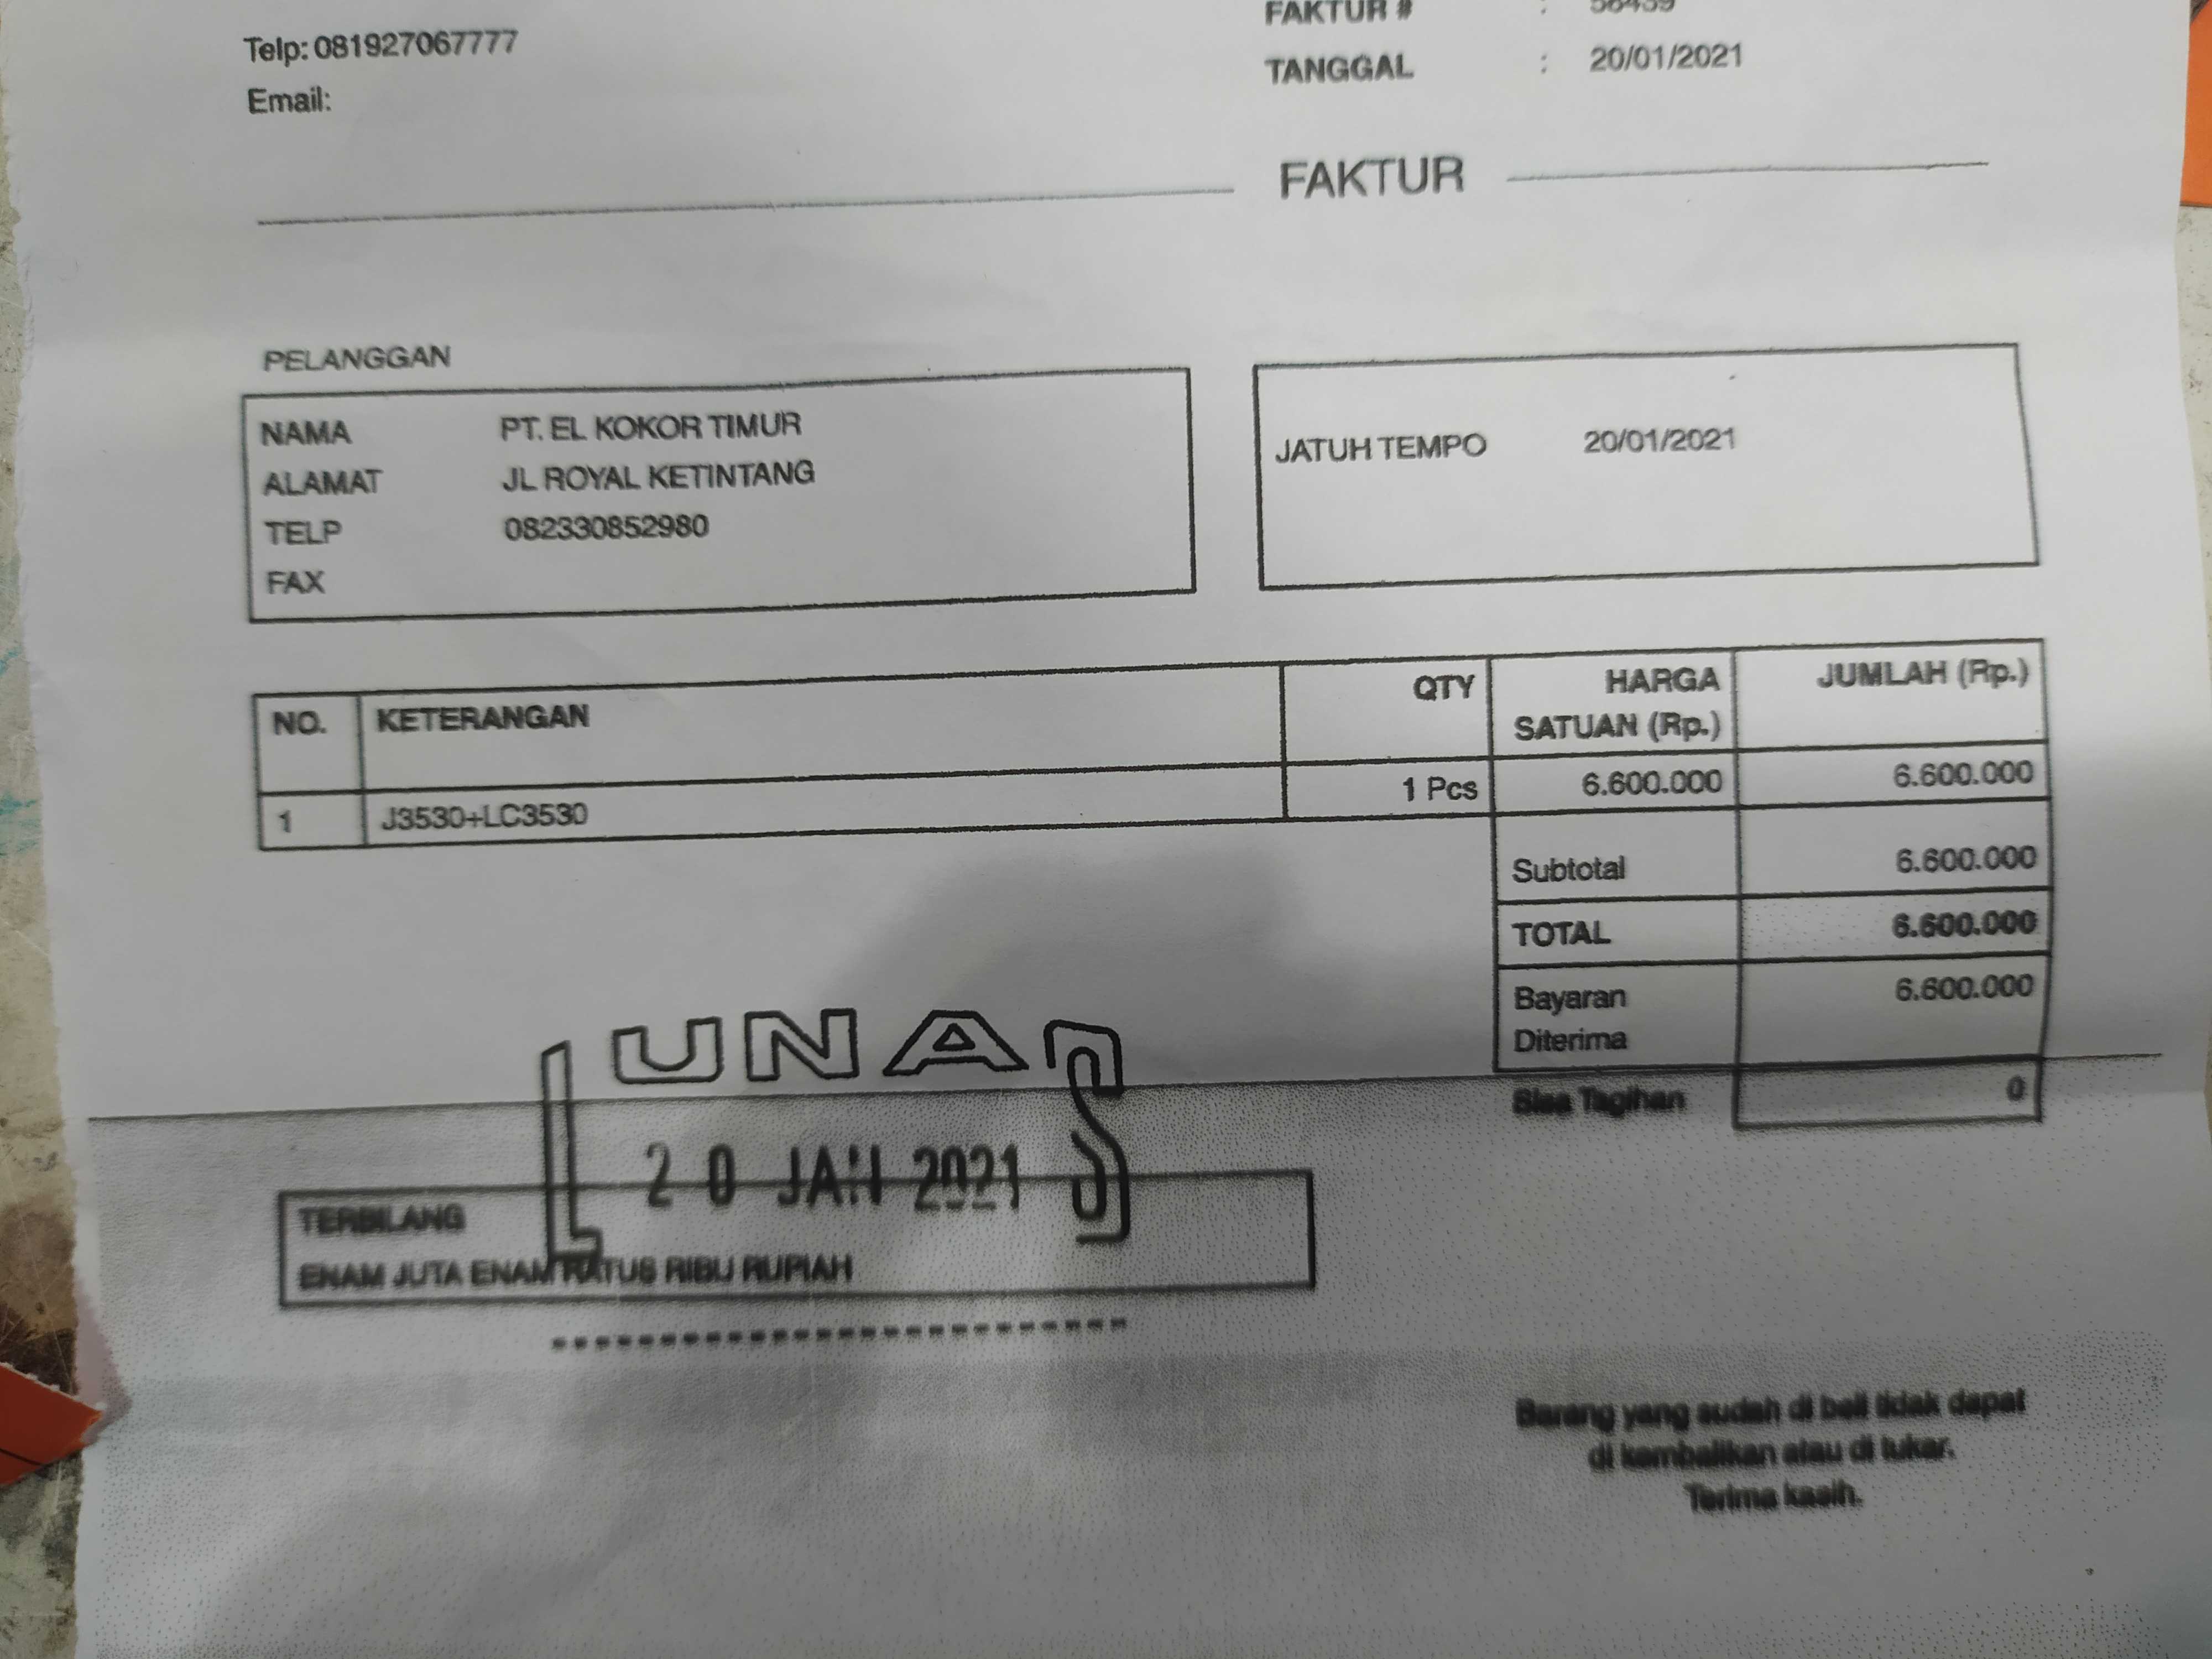 Telp: 081927067777
Email:
FAKTUR # :
TANGGAL : 20/01/2021
FAKTUR
PELANGGAN
NAMA PT. EL KOKOR TIMUR
ALAMAT JL ROYAL KETINTANG
TELP 082330852980
FAX
JATUH TEMPO 20/01/2021
NO. KETERANGAN QTY HARGA SATUAN (Rp.) JUMLAH (Rp.)
1 J3530+LC3530 1 Pcs 6.600.000 6.600.000
Subtotal 6.600.000
TOTAL 6.600.000
Bayaran Diterima 6.600.000
Sisa Tagihan 0
LUNAS
20 JAN 2021
TERBILANG
ENAM JUTA ENAM RATUS RIBU RUPIAH
Barang yang sudah di beli tidak dapat
di kembalikan atau di tukar.
Terima kasih.